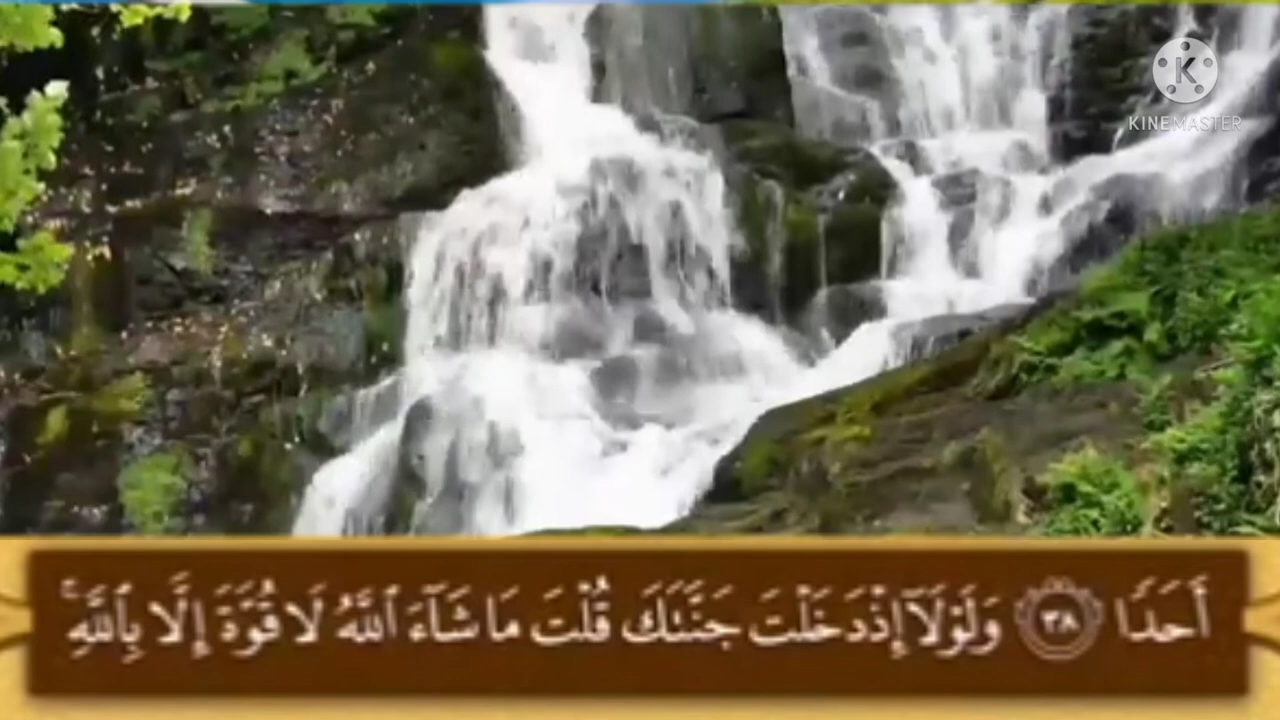 KINEMASTER
أَحَدًا ٣٨ وَلَوْلَآ إِذْ دَخَلْتَ جَنَّتَكَ قُلْتَ مَا شَآءَ ٱللَّهُ لَا قُوَّةَ إِلَّا بِٱللَّهِ ۚ